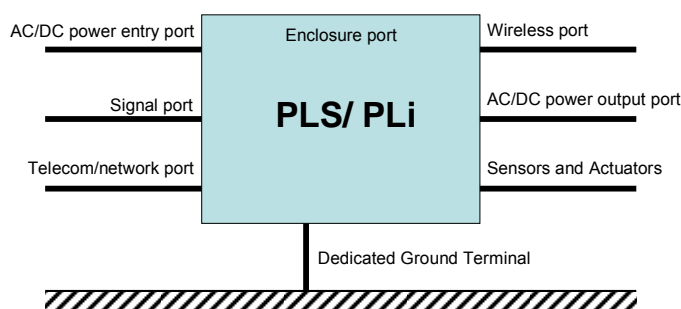 AC/DC power entry port
Enclosure port
Wireless port
Signal port
PLS/ PLi
AC/DC power output port
Telecom/network port
Sensors and Actuators
Dedicated Ground Terminal